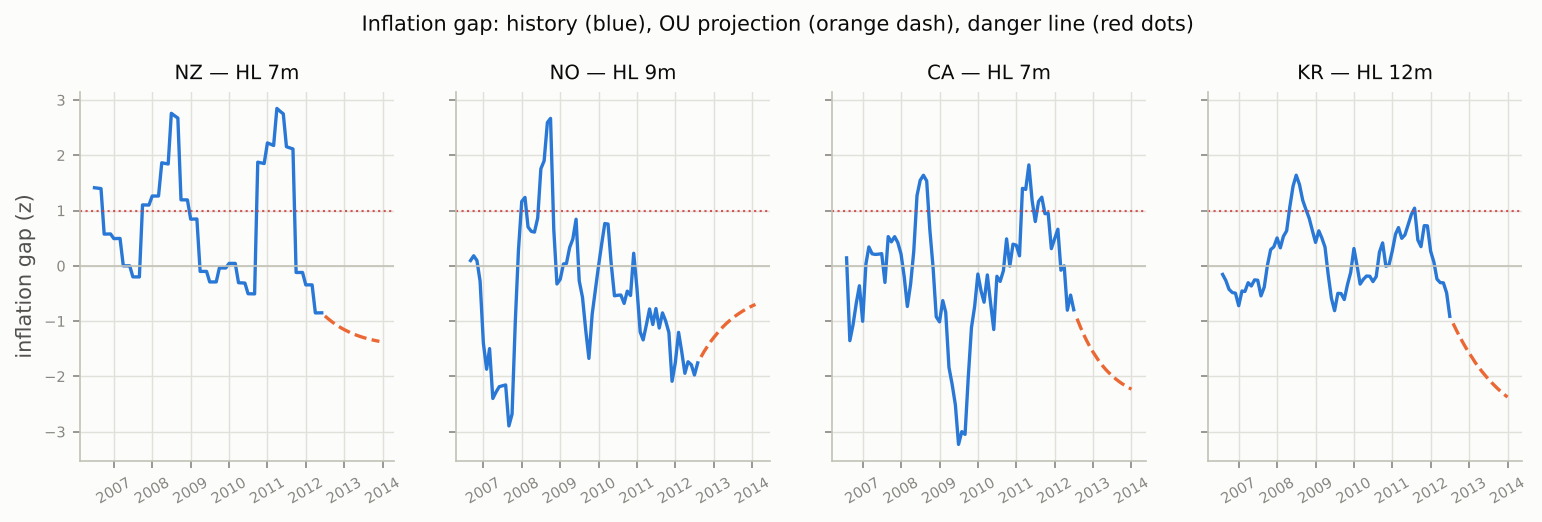 Inflation gap: history (blue), OU projection (orange dash), danger line (red dots)
NZ — HL 7m
NO — HL 9m
CA — HL 7m
KR — HL 12m
inflation gap (z)
3
2
1
0
−1
−2
−3
2007 2008 2009 2010 2011 2012 2013 2014
2007 2008 2009 2010 2011 2012 2013 2014
2007 2008 2009 2010 2011 2012 2013 2014
2007 2008 2009 2010 2011 2012 2013 2014